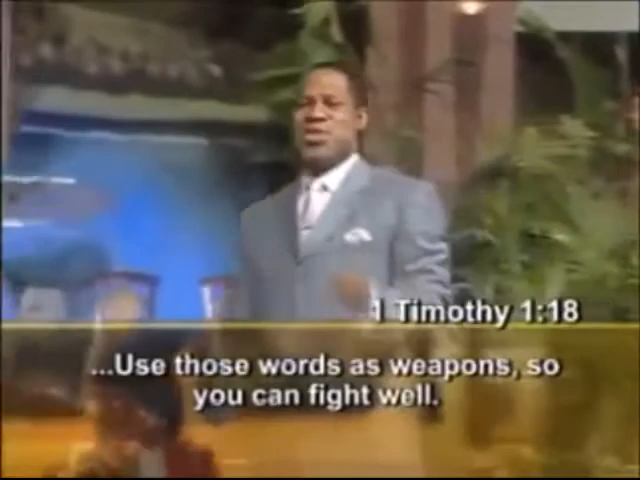 1 Timothy 1:18
...Use those words as weapons, so
you can fight well.